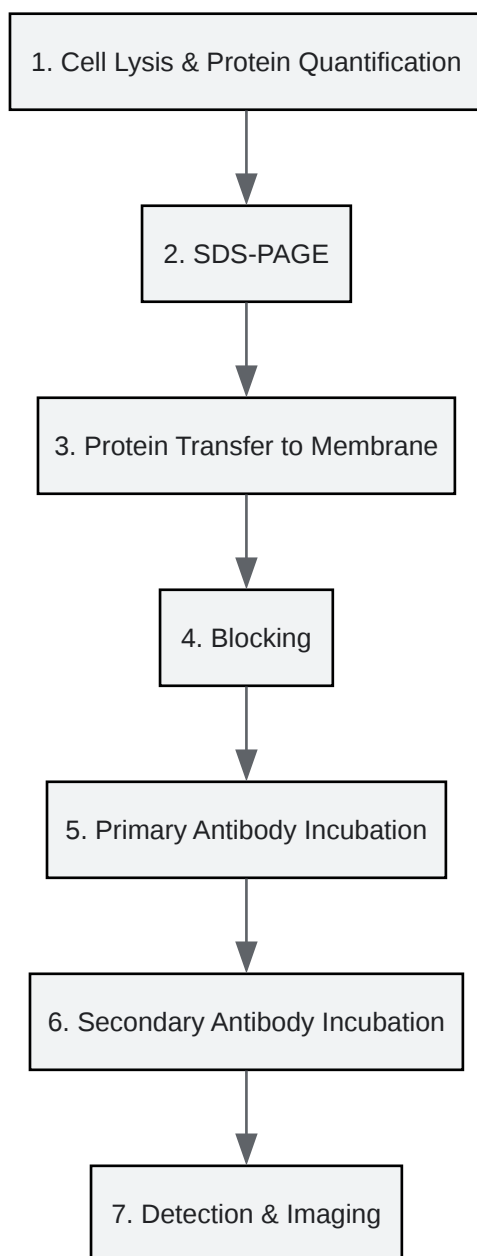 1. Cell Lysis & Protein Quantification
2. SDS-PAGE
3. Protein Transfer to Membrane
4. Blocking
5. Primary Antibody Incubation
6. Secondary Antibody Incubation
7. Detection & Imaging